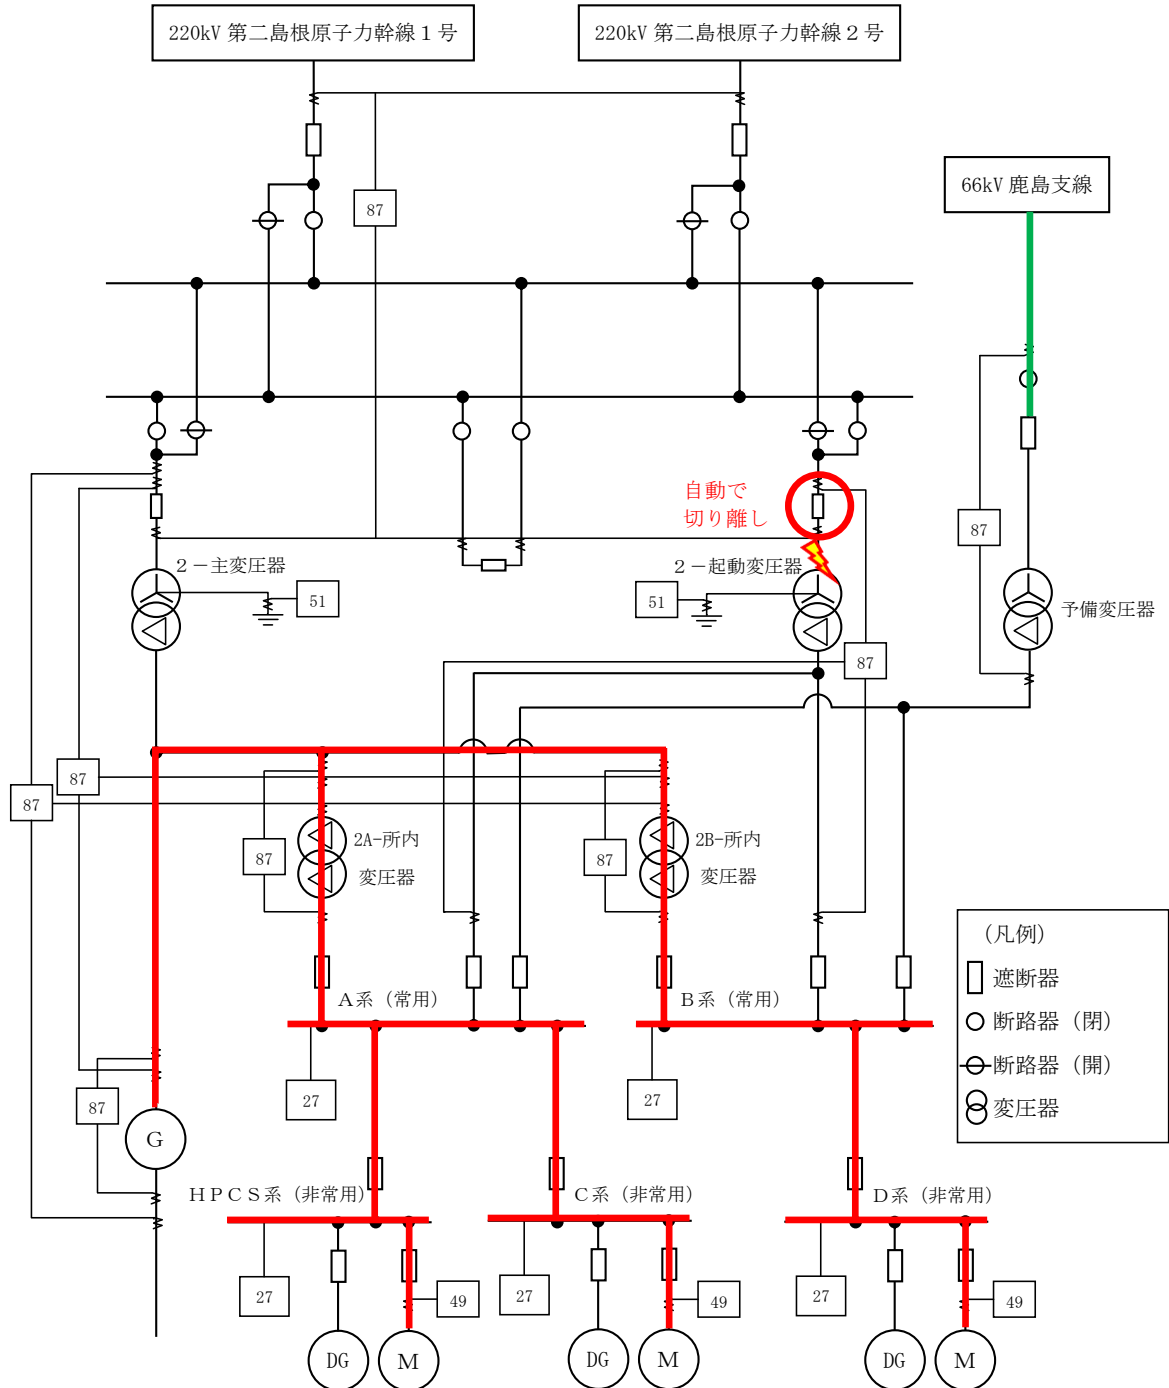 220kV 第二島根原子力幹線１号
220kV 第二島根原子力幹線２号
66kV 鹿島支線
87
自動で
切り離し
87
２－主変圧器
２－起動変圧器
51
51
予備変圧器
87
87
87
2A-所内
変圧器
87
2B-所内
変圧器
87
(凡例)
遮断器
断路器（閉）
断路器（開）
変圧器
Ａ系（常用）
Ｂ系（常用）
27
27
87
G
ＨＰＣＳ系（非常用）
Ｃ系（非常用）
Ｄ系（非常用）
27
49
27
49
27
49
DG
M
DG
M
DG
M